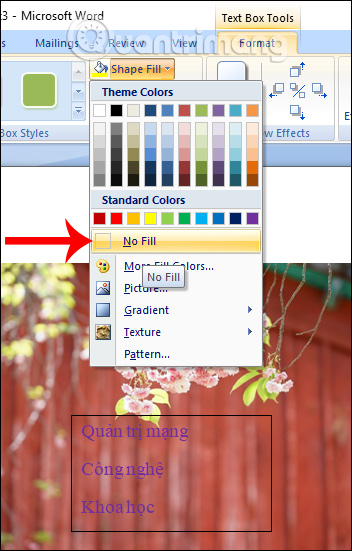 3 - Microsoft Word
Text Box Tools
Mailings Review View Format
Quantrimang
Shape Fill
Theme Colors
Box Styles
w Effects
Standard Colors
No Fill
More Fill Colors...
No Fill
Picture...
Gradient
Texture
Pattern...
Quản trị mạng
Công nghệ
Khoa học